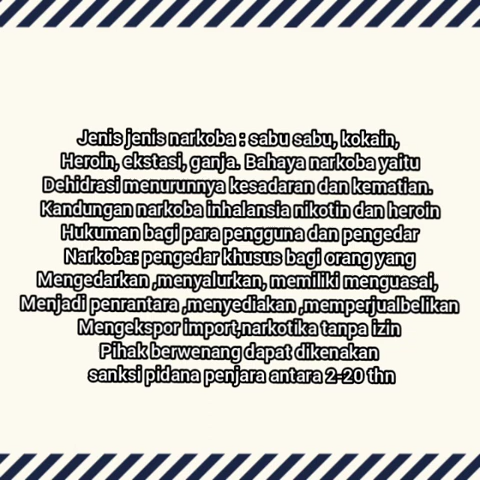 Jenis jenis narkoba : sabu sabu, kokain,
Heroin, ekstasi, ganja. Bahaya narkoba yaitu
Dehidrasi menurunnya kesadaran dan kematian.
Kandungan narkoba inhalansia nikotin dan heroin
Hukuman bagi para pengguna dan pengedar
Narkoba: pengedar khusus bagi orang yang
Mengedarkan ,menyalurkan, memiliki menguasai,
Menjadi penrantara ,menyediakan ,memperjualbelikan
Mengekspor import,narkotika tanpa izin
Pihak berwenang dapat dikenakan
sanksi pidana penjara antara 2-20 thn